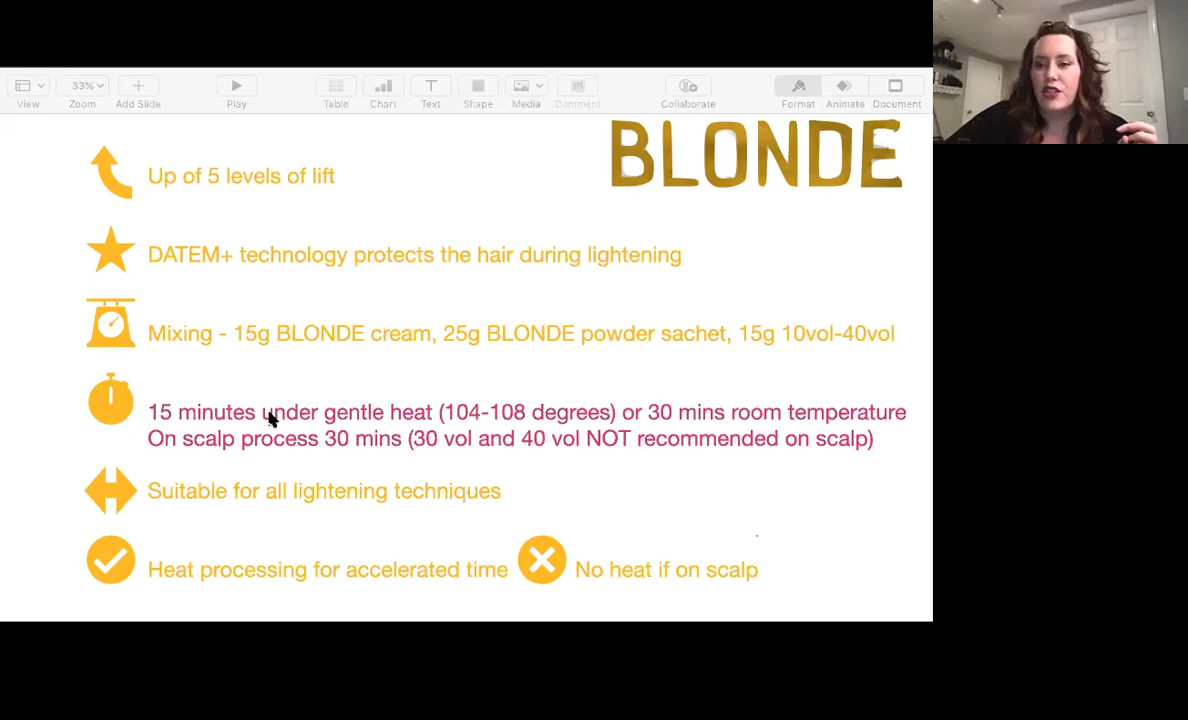 33%
View
Zoom
Add Slide
Play
Table
Chart
Text
Shape
Media
Comment
Collaborate
Format
Animate
Document
BLONDE
Up of 5 levels of lift
DATEM+ technology protects the hair during lightening
Mixing - 15g BLONDE cream, 25g BLONDE powder sachet, 15g 10vol-40vol
15 minutes under gentle heat (104-108 degrees) or 30 mins room temperature
On scalp process 30 mins (30 vol and 40 vol NOT recommended on scalp)
Suitable for all lightening techniques
Heat processing for accelerated time
No heat if on scalp